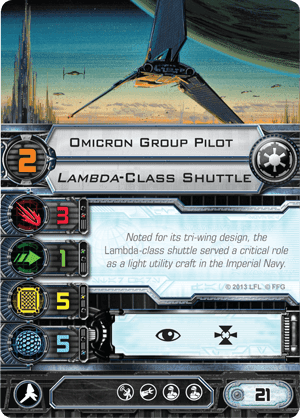 Omicron Group Pilot
2
Lambda-Class Shuttle
3
1
5
5
Noted for its tri-wing design, the
Lambda-class shuttle served a critical role
as a light utility craft in the Imperial Navy.
© 2013 LFL © FFG
21